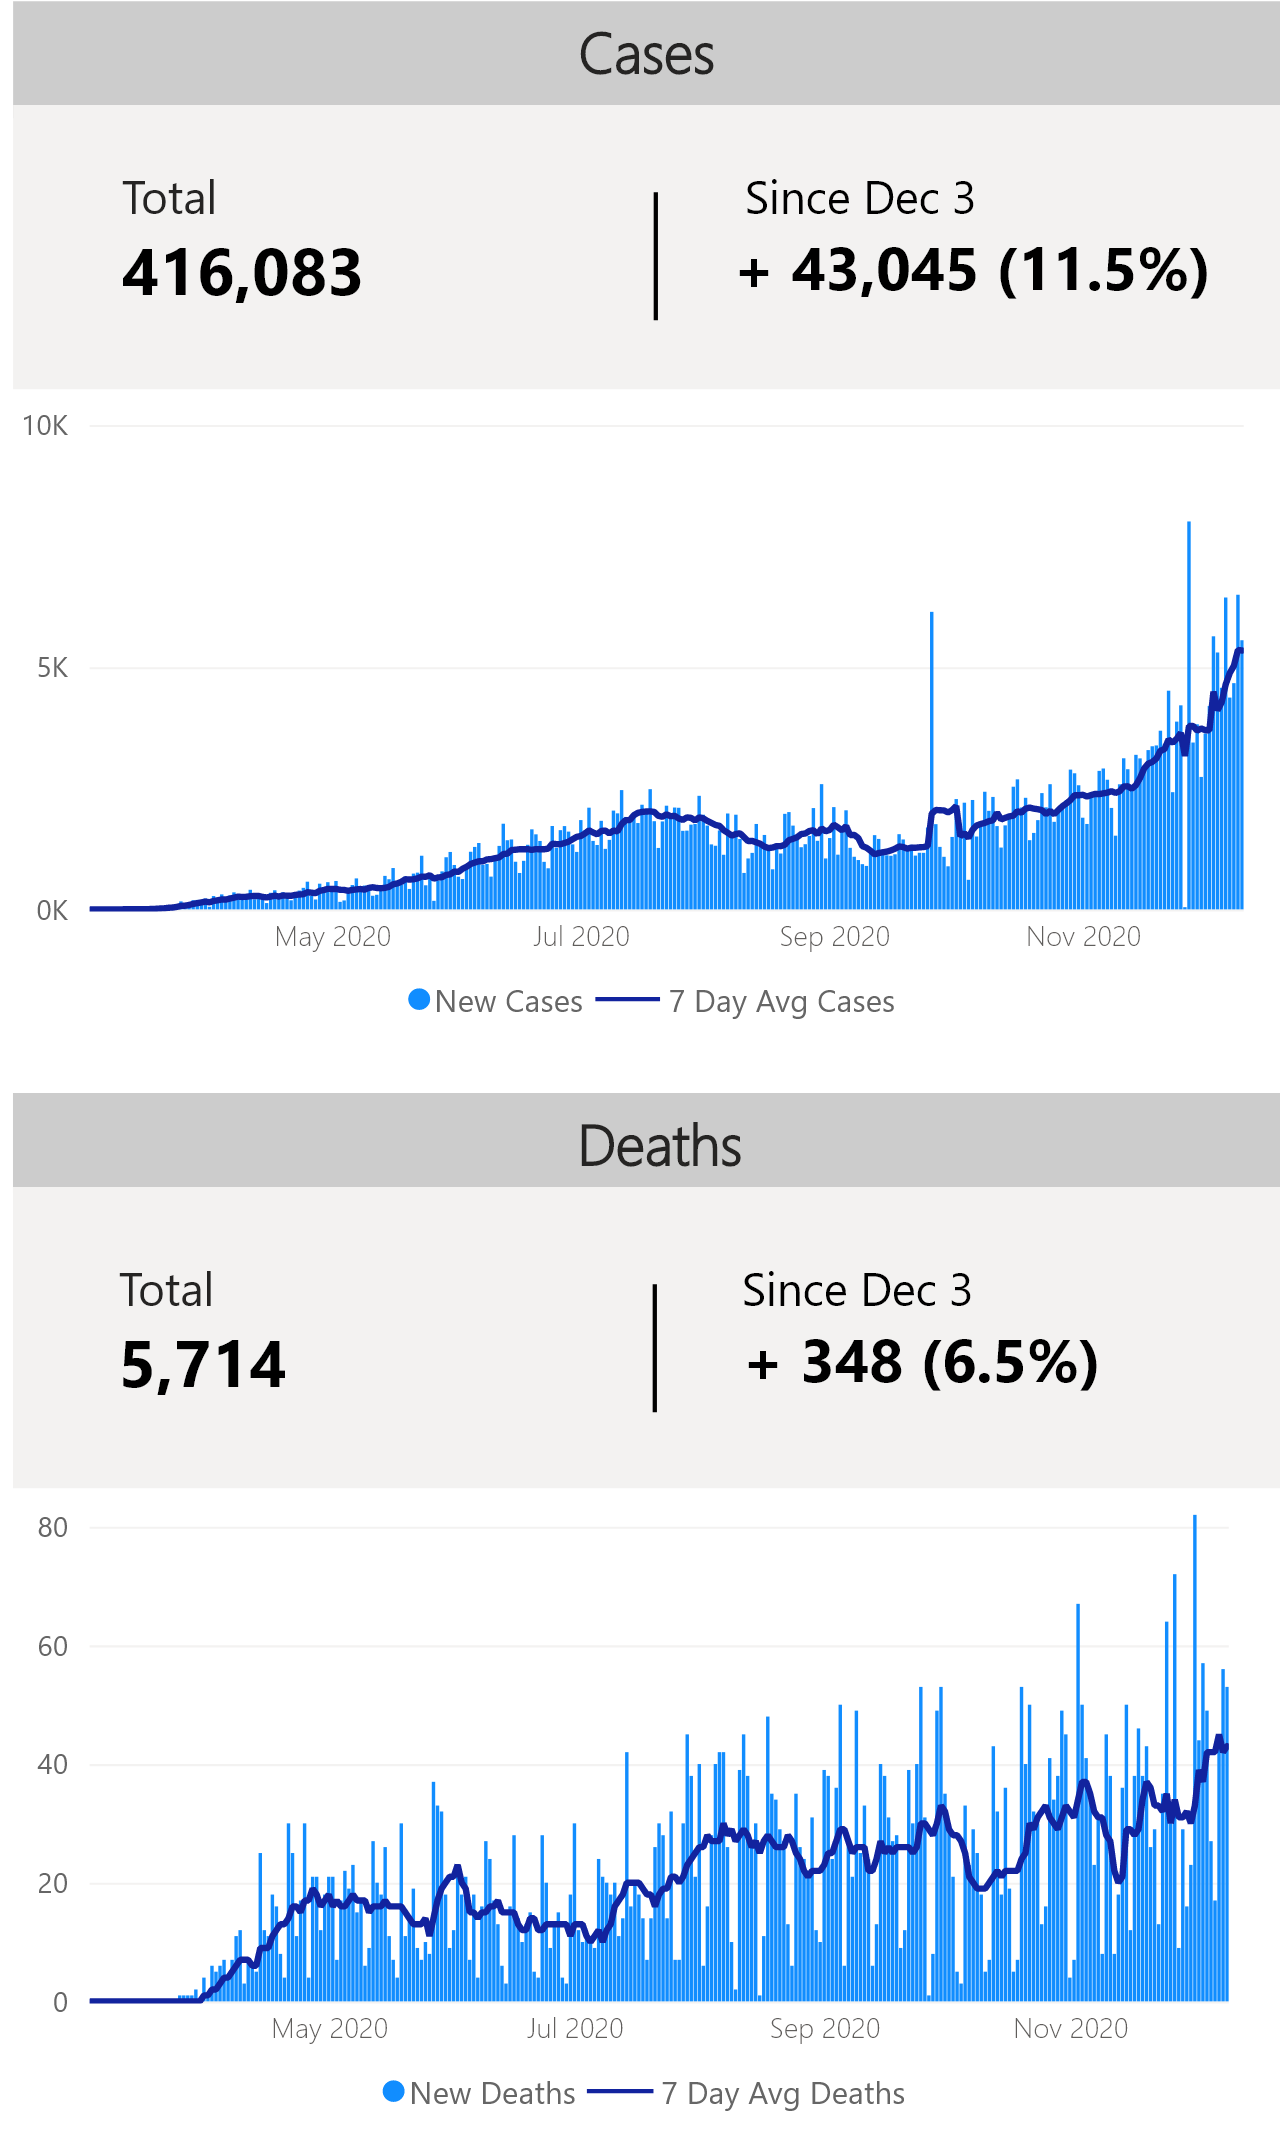 Cases
Total
Since Dec 3
416,083
+ 43,045 (11.5%)
10K
5K
0K
May 2020
Jul 2020
Sep 2020
Nov 2020
New Cases
7 Day Avg Cases
Deaths
Total
Since Dec 3
5,714
+ 348 (6.5%)
80
60
40
20
0
May 2020
Jul 2020
Sep 2020
Nov 2020
New Deaths
7 Day Avg Deaths